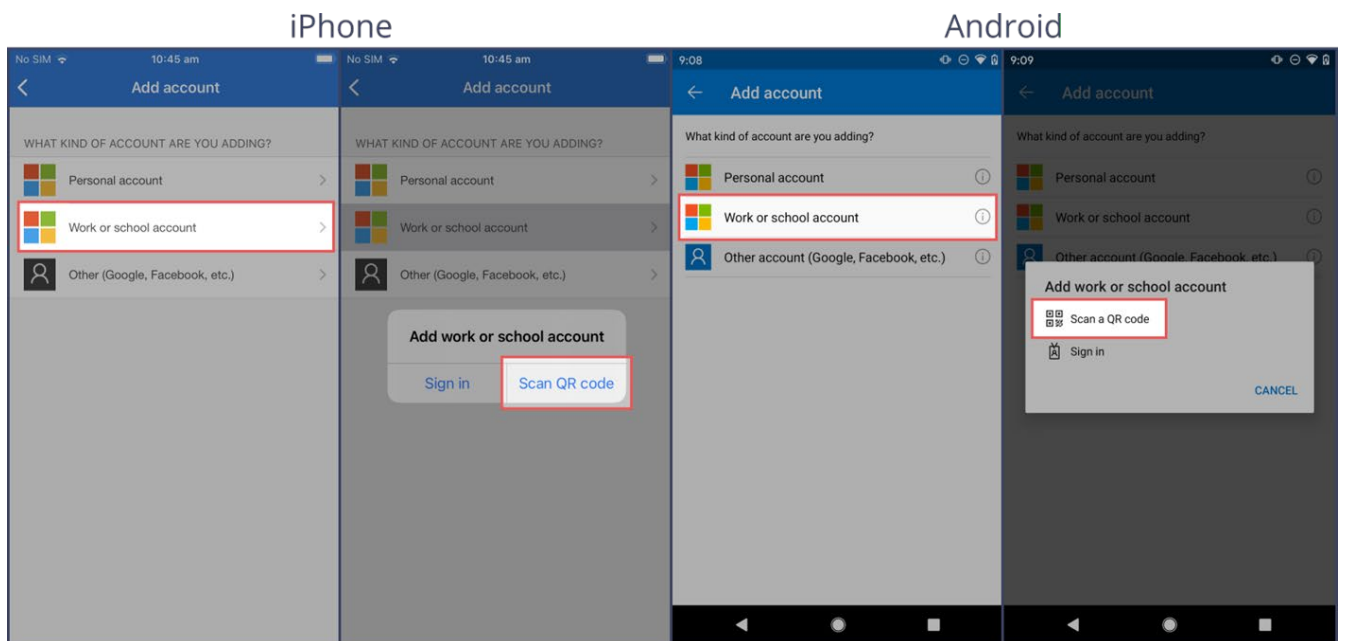 iPhone
Android
No SIM 10:45 am
Add account
WHAT KIND OF ACCOUNT ARE YOU ADDING?
Personal account
Work or school account
Other (Google, Facebook, etc.)
No SIM 10:45 am
Add account
WHAT KIND OF ACCOUNT ARE YOU ADDING?
Personal account
Work or school account
Other (Google, Facebook, etc.)
Add work or school account
Sign in Scan QR code
9:08
Add account
What kind of account are you adding?
Personal account
Work or school account
Other account (Google, Facebook, etc.)
9:09
Add account
What kind of account are you adding?
Personal account
Work or school account
Other account (Google, Facebook, etc.)
Add work or school account
Scan a QR code
Sign in
CANCEL